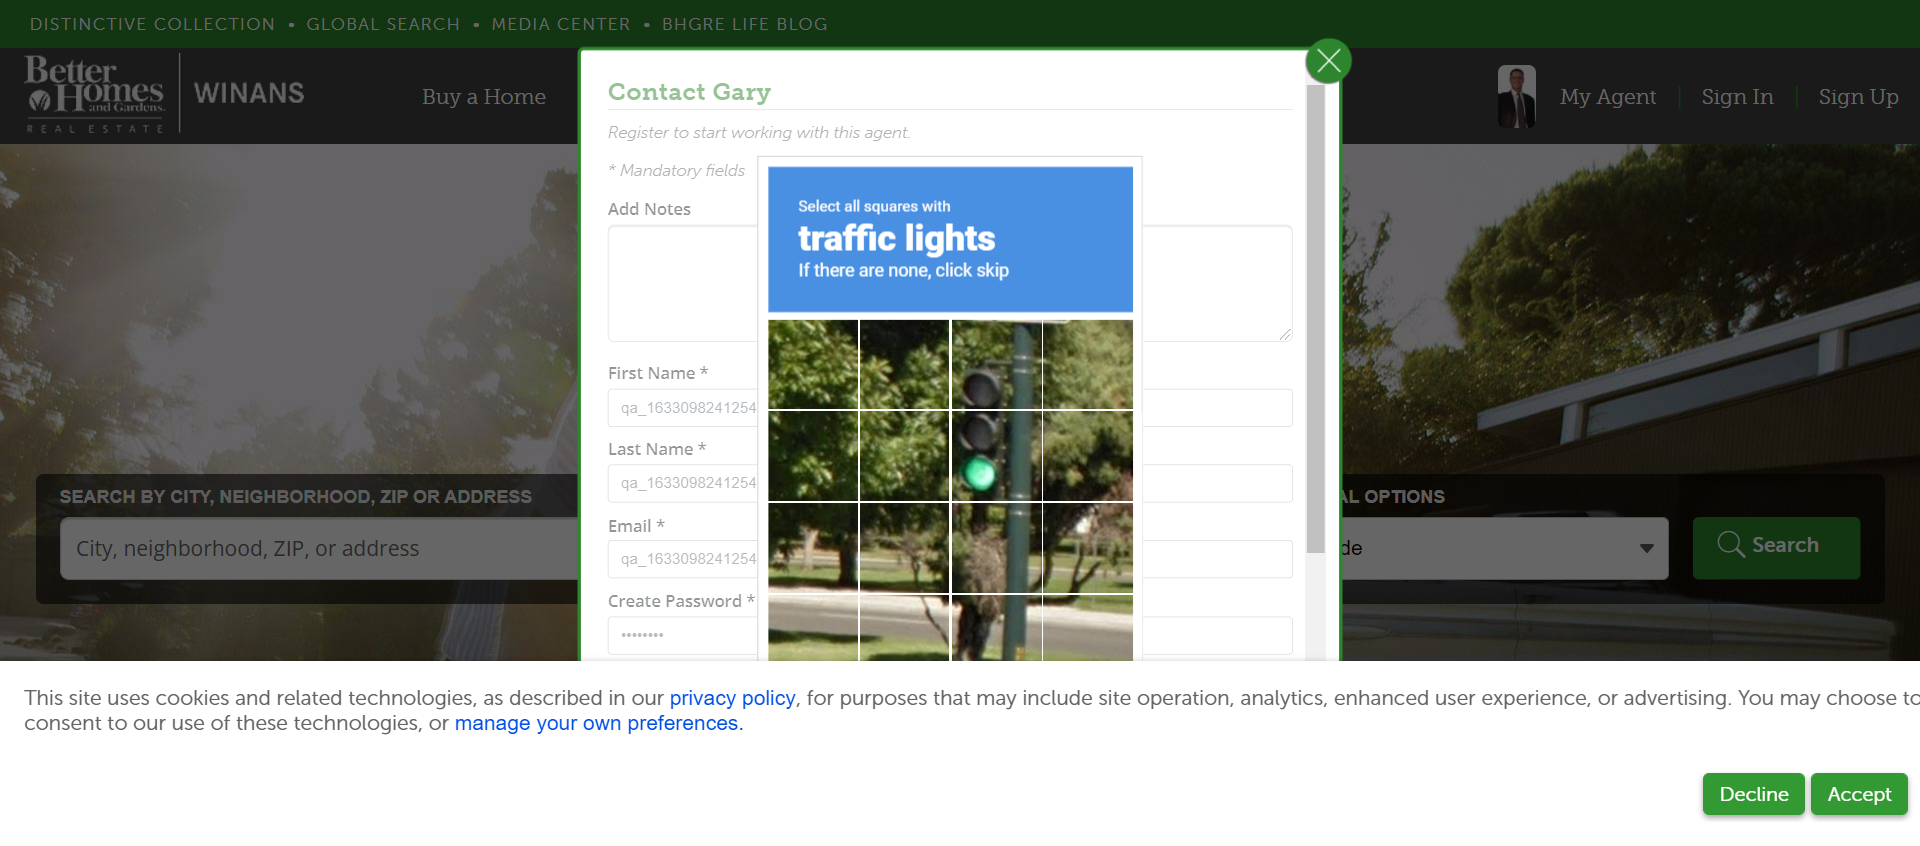 DISTINCTIVE COLLECTION • GLOBAL SEARCH • MEDIA CENTER • BHGRE LIFE BLOG
Better Homes and Gardens. REAL ESTATE | WINANS
Buy a Home
My Agent | Sign In | Sign Up
Contact Gary
Register to start working with this agent.
* Mandatory fields
Add Notes
Select all squares with
traffic lights
If there are none, click skip
First Name *
qa_1633098241254
Last Name *
qa_1633098241254
Email *
qa_1633098241254
Create Password *
••••••••
SEARCH BY CITY, NEIGHBORHOOD, ZIP OR ADDRESS
City, neighborhood, ZIP, or address
AL OPTIONS
de
Search
This site uses cookies and related technologies, as described in our privacy policy, for purposes that may include site operation, analytics, enhanced user experience, or advertising. You may choose to
consent to our use of these technologies, or manage your own preferences.
Decline Accept